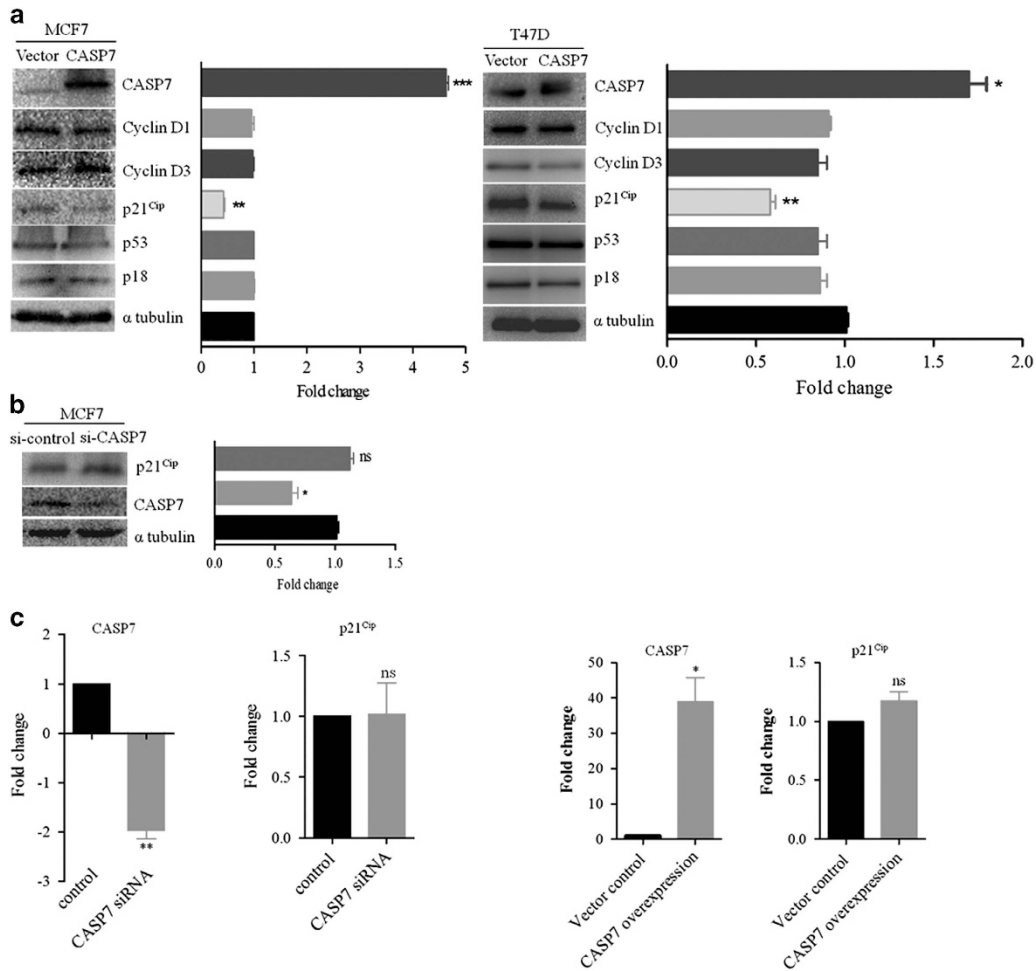 a
MCF7
Vector CASP7
CASP7
Cyclin D1
Cyclin D3
p21Cip
p53
p18
α tubulin
***
**
0 1 2 3 4 5
Fold change
T47D
Vector CASP7
CASP7
Cyclin D1
Cyclin D3
p21Cip
p53
p18
α tubulin
*
**
0.0 0.5 1.0 1.5 2.0
Fold change
b
MCF7
si-control si-CASP7
p21Cip
CASP7
α tubulin
ns
*
0.0 0.5 1.0 1.5
Fold change
c
CASP7
Fold change
2
1
0
-1
-2
-3
**
control
CASP7 siRNA
p21Cip
Fold change
1.5
1.0
0.5
0.0
ns
control
CASP7 siRNA
CASP7
Fold change
50
40
30
20
10
0
*
Vector control
CASP7 overexpression
p21Cip
Fold change
1.5
1.0
0.5
0.0
ns
Vector control
CASP7 overexpression